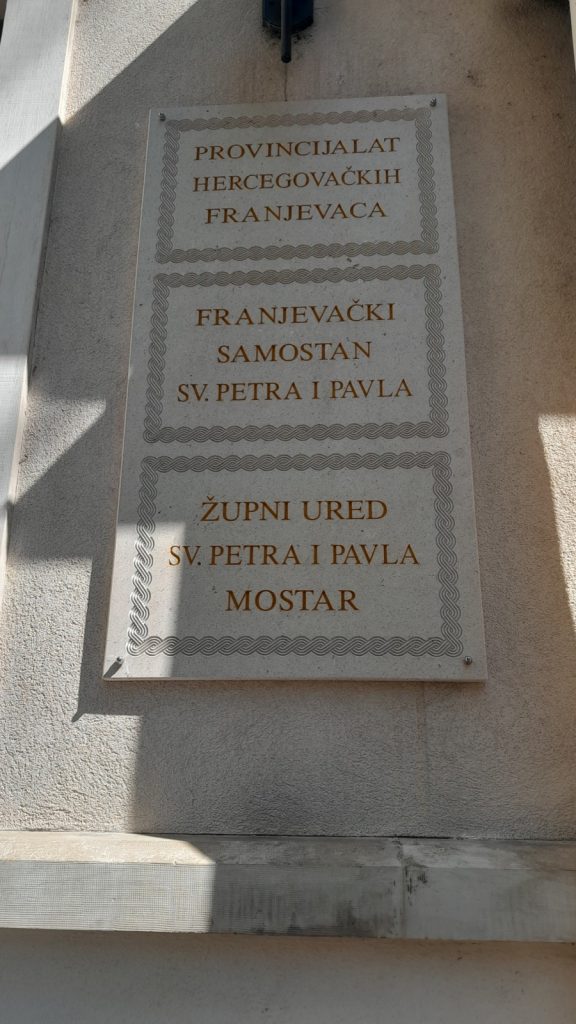 PROVINCIJALAT
HERCEGOVAČKIH
FRANJEVACA
FRANJEVAČKI
SAMOSTAN
SV. PETRA I PAVLA
ŽUPNI URED
SV. PETRA I PAVLA
MOSTAR